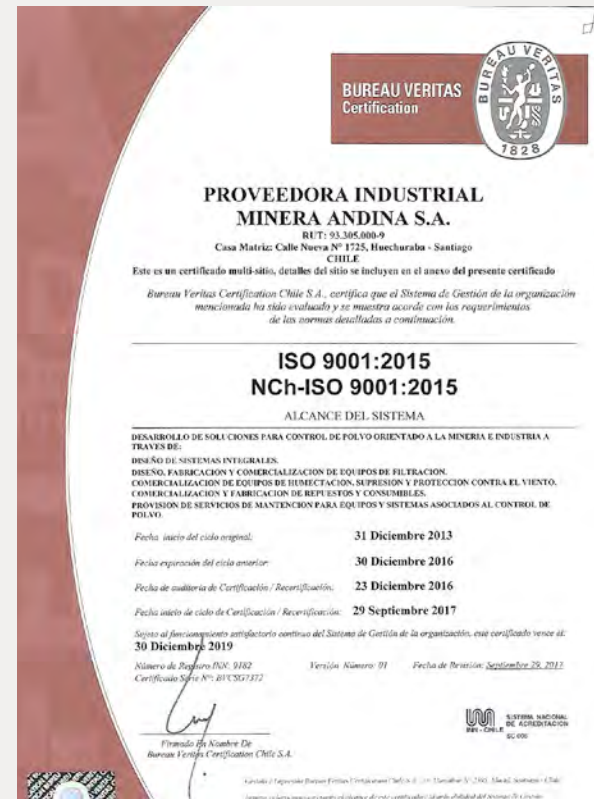 BUREAU VERITAS
Certification
BUREAU VERITAS
1828
PROVEEDORA INDUSTRIAL
MINERA ANDINA S.A.
RUT: 93.305.000-9
Casa Matriz: Calle Nueva N° 1725, Huechuraba - Santiago
CHILE
Este es un certificado multi-sitio, detalles del sitio se incluyen en el anexo del presente certificado
Bureau Veritas Certification Chile S.A., certifica que el Sistema de Gestión de la organización
mencionada ha sido evaluado y se muestra acorde con los requerimientos
de las normas detalladas a continuación.
ISO 9001:2015
NCh-ISO 9001:2015
ALCANCE DEL SISTEMA
DESARROLLO DE SOLUCIONES PARA CONTROL DE POLVO ORIENTADO A LA MINERIA E INDUSTRIA A
TRAVES DE:
DISEÑO DE SISTEMAS INTEGRALES.
DISEÑO, FABRICACION Y COMERCIALIZACION DE EQUIPOS DE FILTRACION.
COMERCIALIZACION DE EQUIPOS DE HUMECTACION, SUPRESION Y PROTECCION CONTRA EL VIENTO.
COMERCIALIZACION Y FABRICACION DE REPUESTOS Y CONSUMIBLES.
PROVISION DE SERVICIOS DE MANTENCION PARA EQUIPOS Y SISTEMAS ASOCIADOS AL CONTROL DE
POLVO.
Fecha inicio del ciclo original: 31 Diciembre 2013
Fecha expiración del ciclo anterior: 30 Diciembre 2016
Fecha de auditoria de Certificación / Recertificación: 23 Diciembre 2016
Fecha inicio de ciclo de Certificación / Recertificación: 29 Septiembre 2017
Sujeto al funcionamiento satisfactorio continuo del Sistema de Gestión de la organización, este certificado vence el:
30 Diciembre 2019
Número de Registro INN: 9182 Versión Número: 01 Fecha de Revisión: Septiembre 29, 2017
Certificado Serie N°: BVCSG7372
Firmado En Nombre De
Bureau Veritas Certification Chile S.A.
INN - CHILE
SISTEMA NACIONAL
DE ACREDITACION